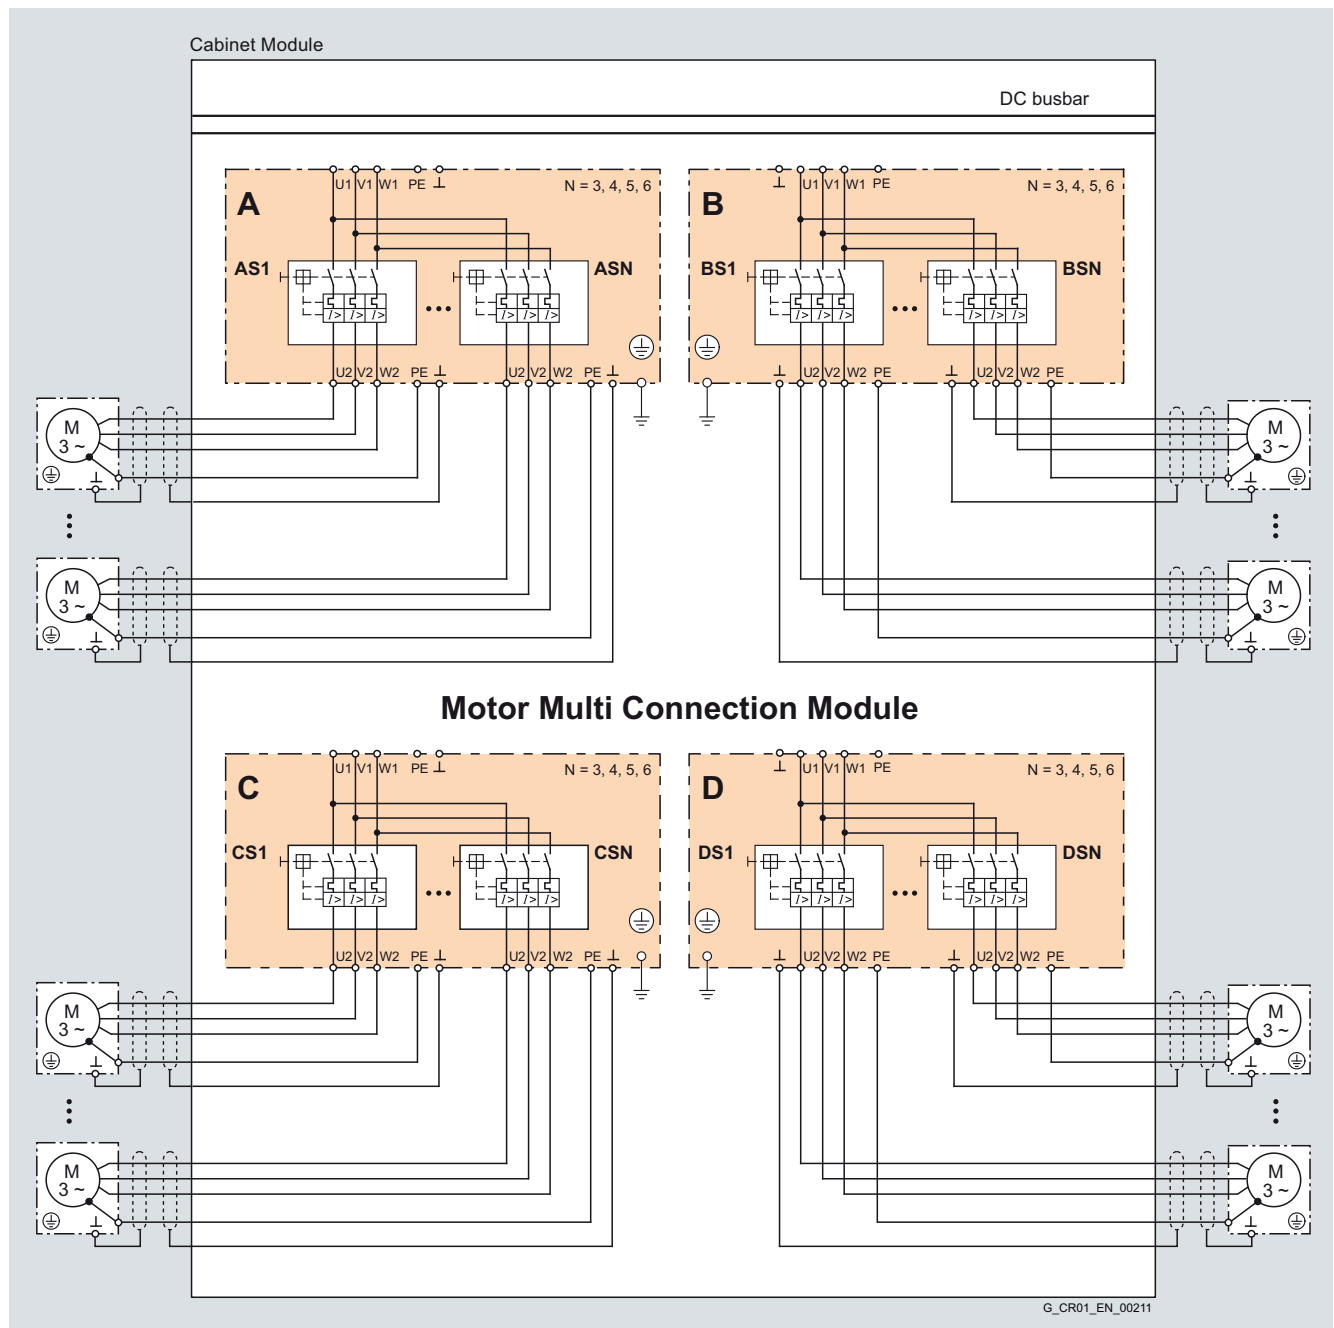 Cabinet Module
DC busbar
U1 V1 W1 PE ⊥ N = 3, 4, 5, 6
A
AS1 ASN
I> I> I> I> I> I>
U2 V2 W2 PE ⊥ U2 V2 W2 PE ⊥
⊥ U1 V1 W1 PE N = 3, 4, 5, 6
B
BS1 BSN
I> I> I> I> I> I>
⊥ U2 V2 W2 PE ⊥ U2 V2 W2 PE
M
3 ~
M
3 ~
M
3 ~
M
3 ~
Motor Multi Connection Module
U1 V1 W1 PE ⊥ N = 3, 4, 5, 6
C
CS1 CSN
I> I> I> I> I> I>
U2 V2 W2 PE ⊥ U2 V2 W2 PE ⊥
⊥ U1 V1 W1 PE N = 3, 4, 5, 6
D
DS1 DSN
I> I> I> I> I> I>
⊥ U2 V2 W2 PE ⊥ U2 V2 W2 PE
M
3 ~
M
3 ~
M
3 ~
M
3 ~
G_CR01_EN_00211